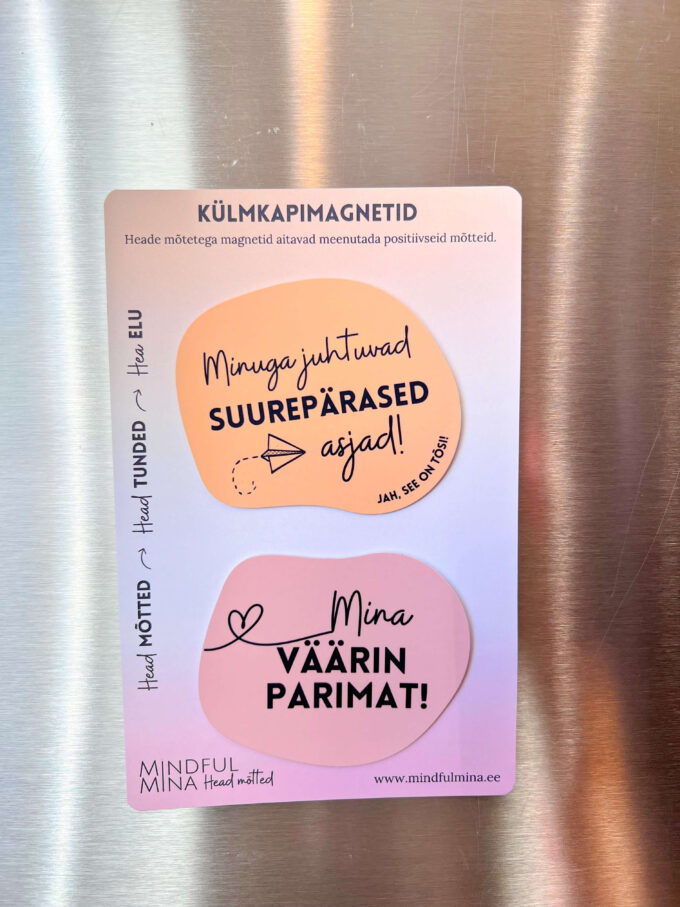 KÜLMKAPIMAGNETID
Heade mõtetega magnetid aitavad meenutada positiivseid mõtteid.
Head MÕTTED → Head TUNDED → Hea ELU
Minuga juhtuvad
SUUREPÄRASED
asjad!
JAH, SEE ON TÕSI!
Mina
VÄÄRIN
PARIMAT!
MINDFUL
MINA Head mõtted
www.mindfulmina.ee